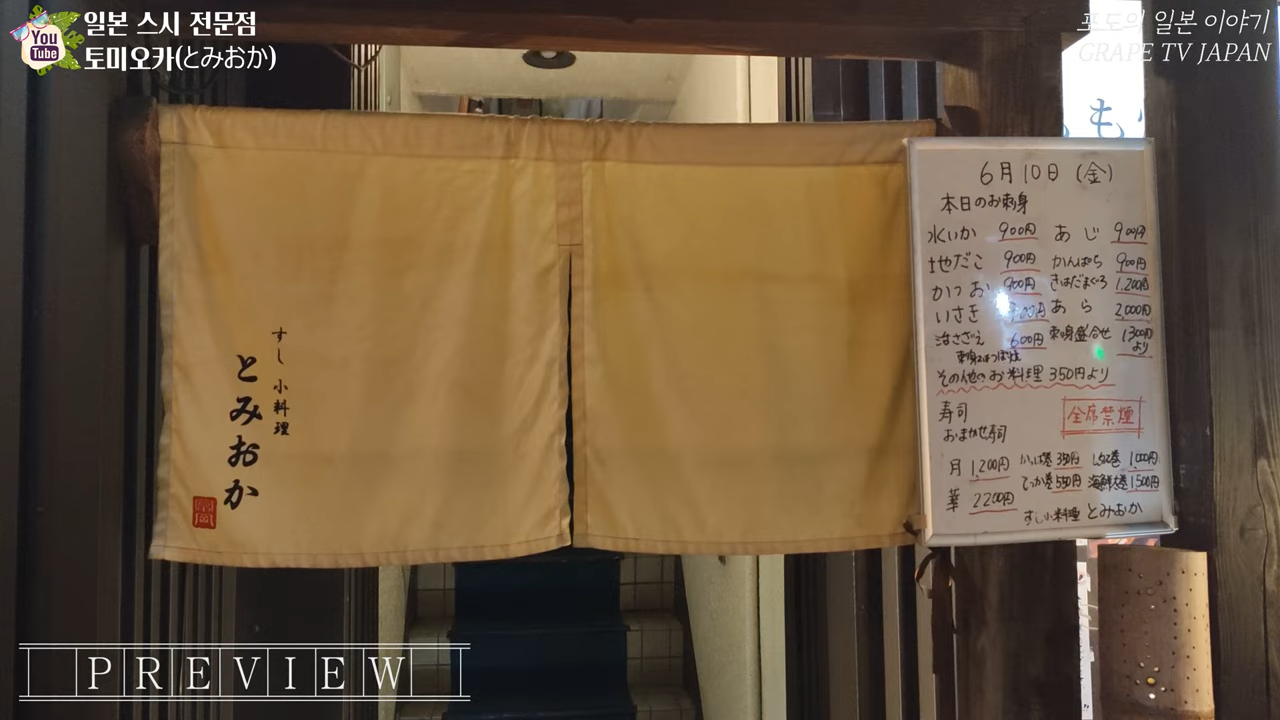 You
Tube
일본 스시 전문점
토미오카(とみおか)
포도의 일본 이야기
GRAPE TV JAPAN
も
すし 小料理
とみおか
6月10日 (金)
本日のお刺身
水いか 900円 あじ 900円
地だこ 900円 かんぱち 900円
かつお 900円 きはだまぐろ 1,200円
いさき あら 2,000円
活さざえ 600円 刺身盛合せ 1300円より
その他のお料理 350円より
寿司
全席禁煙
おまかせ寿司
月 1,200円 かっぱ巻 350円 1,000円
華 2200円 てっか巻 550円 海鮮太巻 1,500円
すし小料理 とみおか
PREVIEW